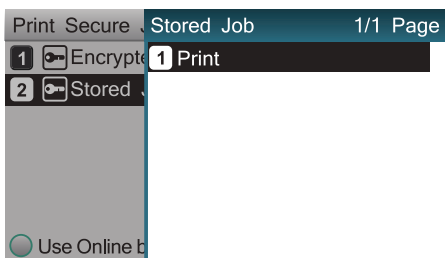 Print Secure J
Stored Job 1/1 Page
1 Encrypte
1 Print
2 Stored J
Use Online b